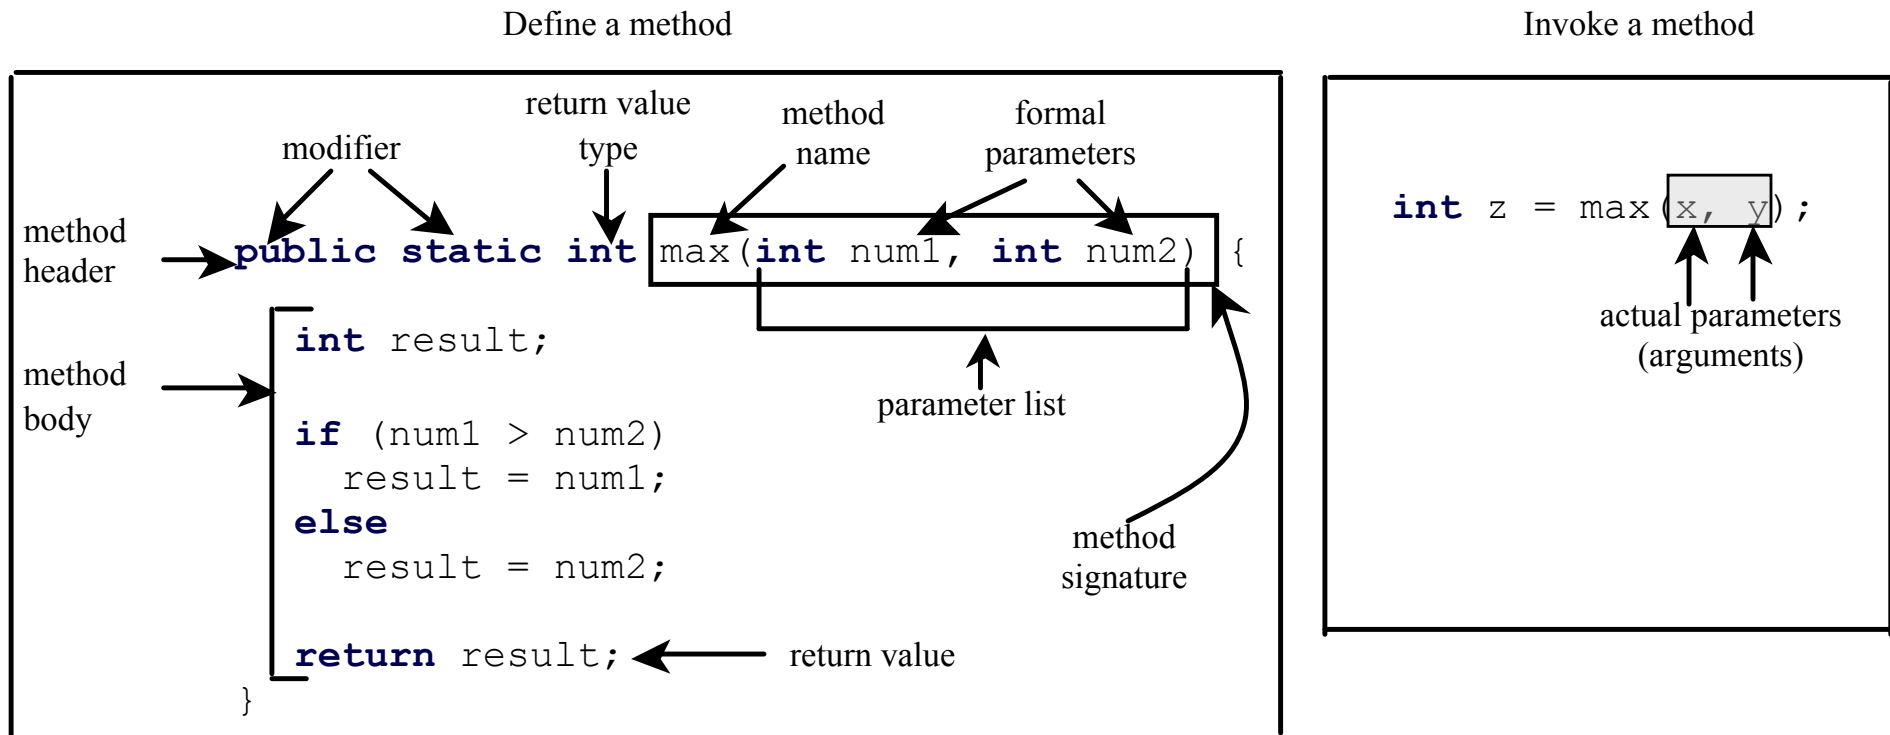 Define a method
Invoke a method
return value
type
method
name
formal
parameters
modifier
method
header
public static int max(int num1, int num2) {
int result;
method
body
parameter list
if (num1 > num2)
result = num1;
else
result = num2;
method
signature
return result;
return value
}
int z = max(x, y);
actual parameters
(arguments)